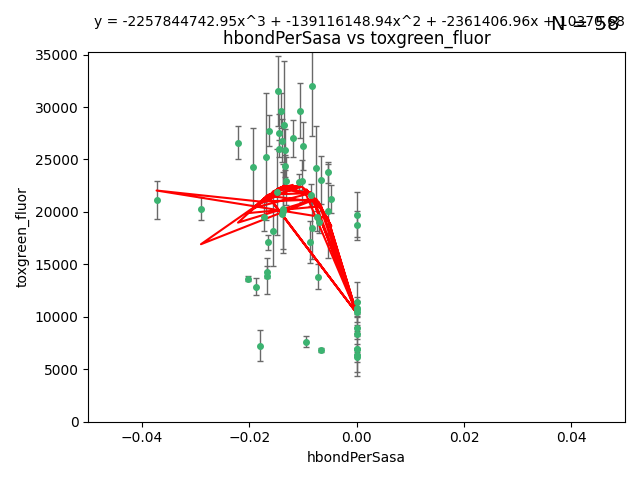 y = -2257844742.95x^3 + -139116148.94x^2 + -2361406.96x + 10379.68
N = 58
hbondPerSasa vs toxgreen_fluor
35000
30000
25000
20000
15000
10000
5000
0
toxgreen_fluor
−0.04
−0.02
0.00
0.02
0.04
hbondPerSasa